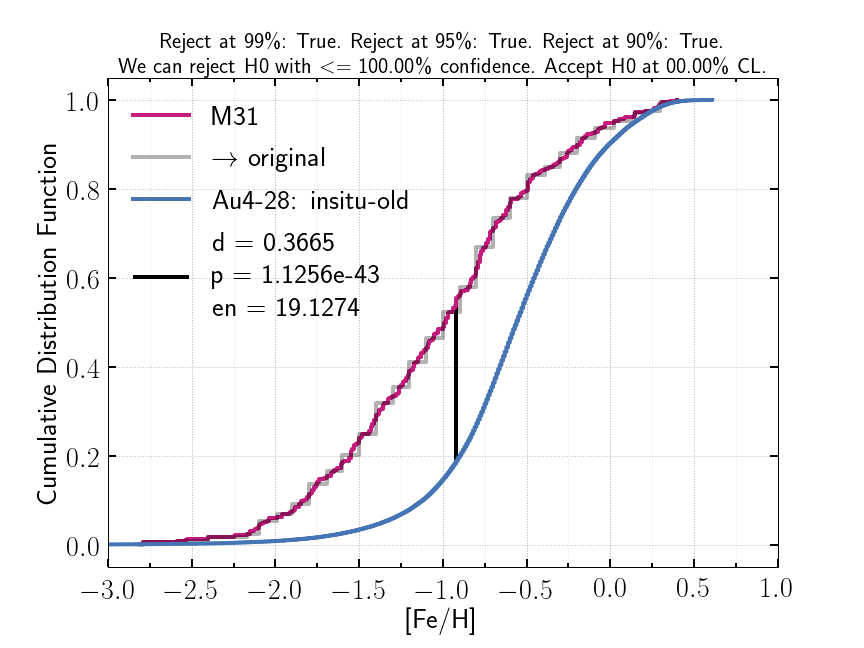 Reject at 99%: True. Reject at 95%: True. Reject at 90%: True.
We can reject H0 with <= 100.00% confidence. Accept H0 at 00.00% CL.
M31
→ original
Au4-28: insitu-old
d = 0.3665
p = 1.1256e-43
en = 19.1274
Cumulative Distribution Function
1.0
0.8
0.6
0.4
0.2
0.0
−3.0 −2.5 −2.0 −1.5 −1.0 −0.5 0.0 0.5 1.0
[Fe/H]